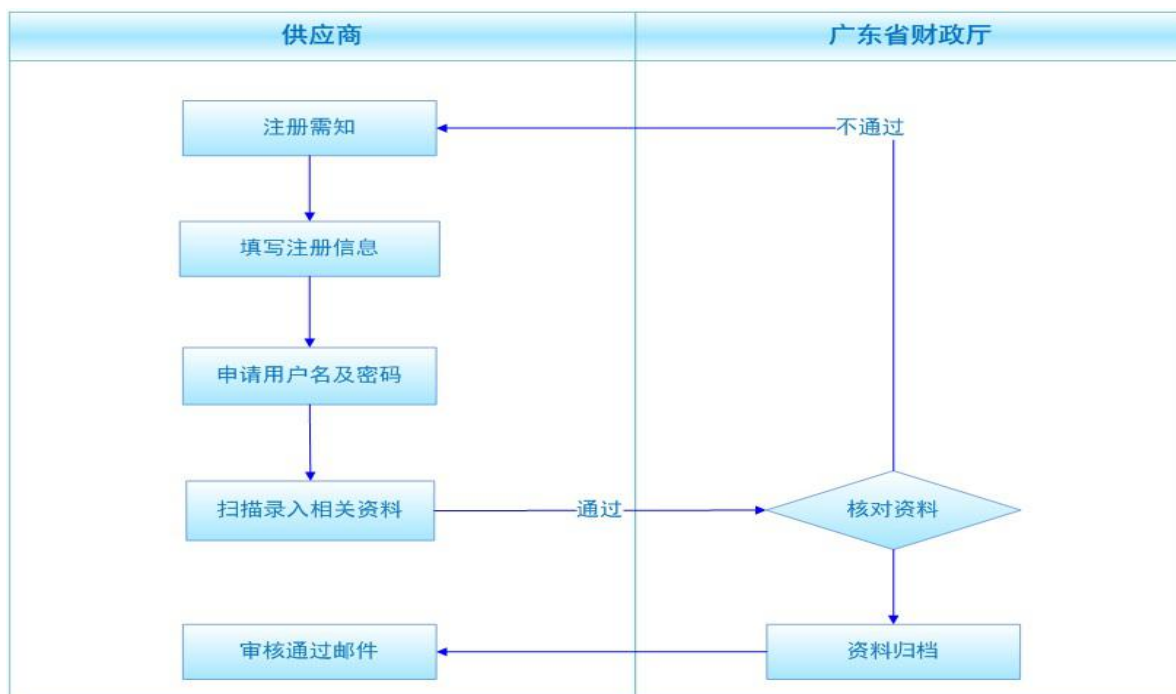 供应商
广东省财政厅
注册需知
不通过
填写注册信息
申请用户名及密码
扫描录入相关资料
通过
核对资料
审核通过邮件
资料归档